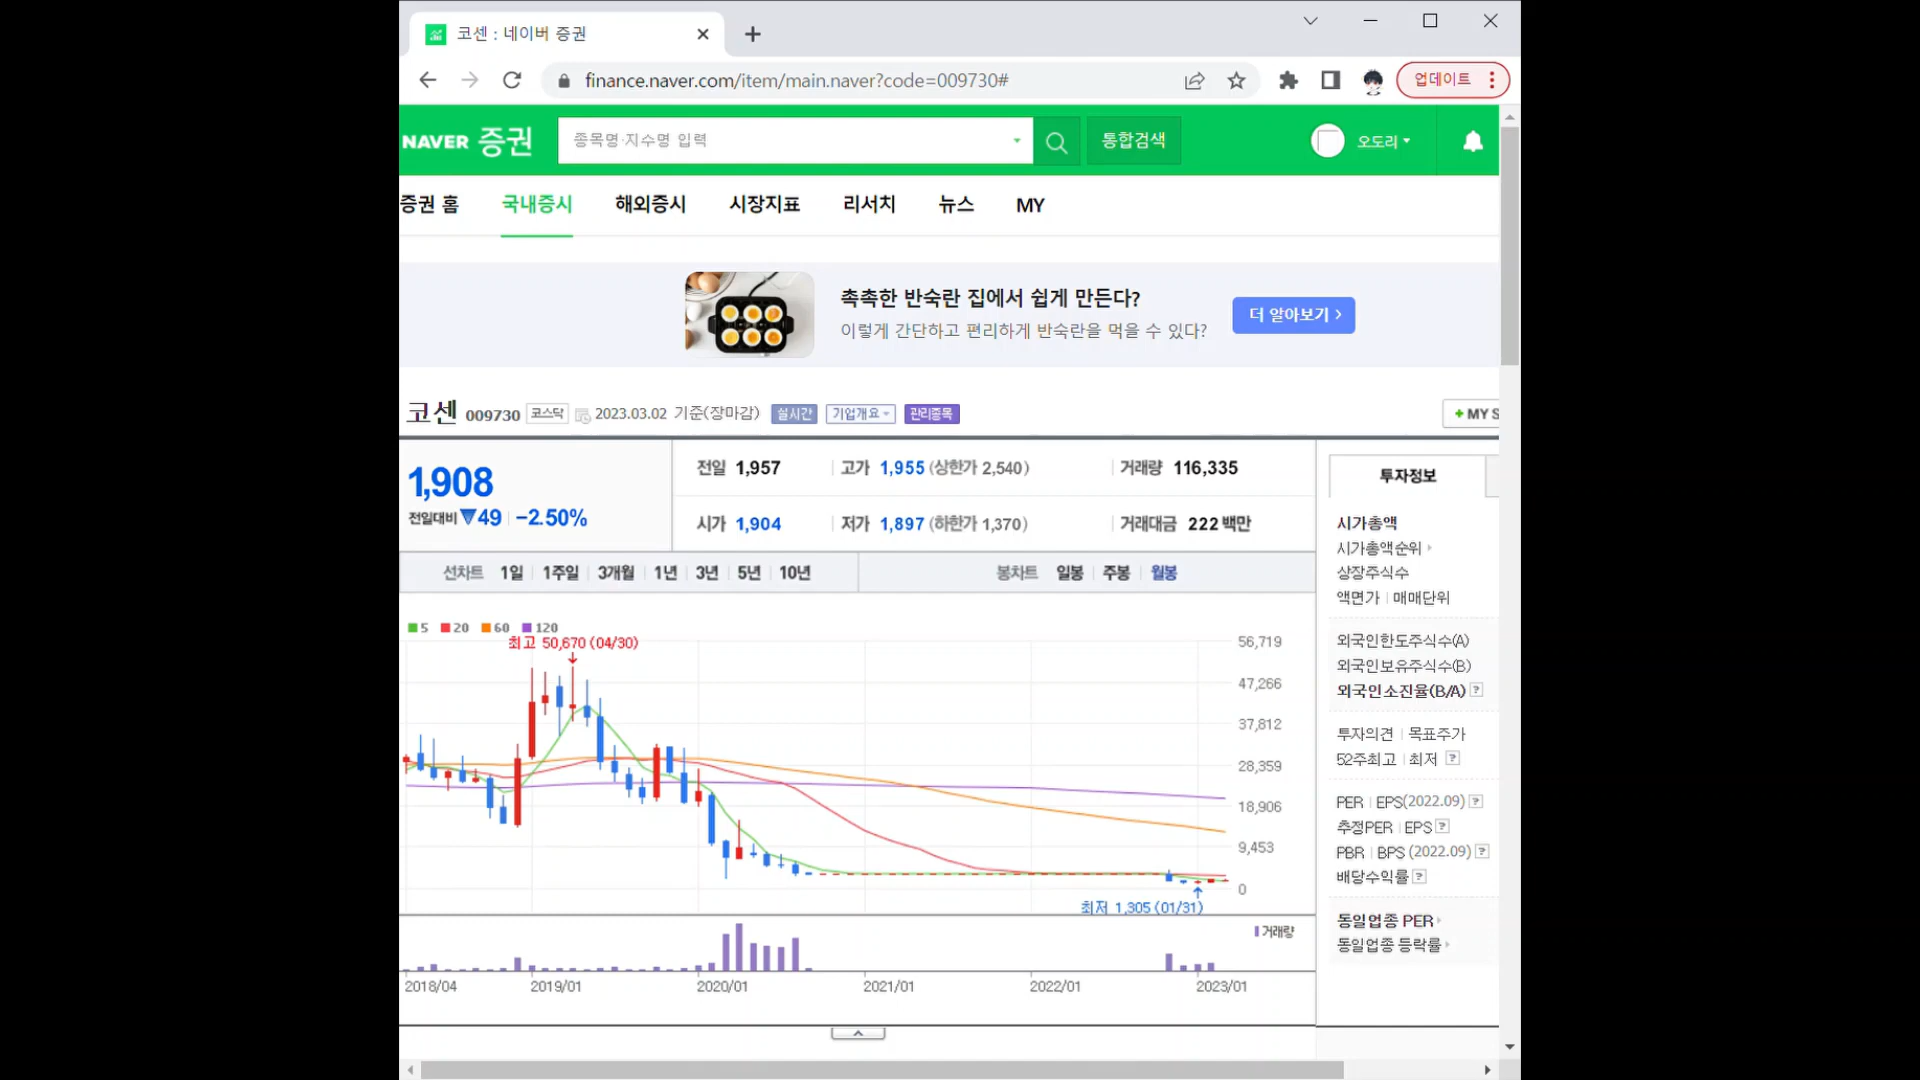 코센 : 네이버 증권
finance.naver.com/item/main.naver?code=009730#
업데이트
NAVER 증권
종목명·지수명 입력
통합검색
오도리
증권 홈 국내증시 해외증시 시장지표 리서치 뉴스 MY
촉촉한 반숙란 집에서 쉽게 만든다?
이렇게 간단하고 편리하게 반숙란을 먹을 수 있다?
더 알아보기 >
코센 009730 코스닥 2023.03.02 기준(장마감) 실시간 기업개요 관리종목
+ MY S
1,908
전일대비 ▼49 | -2.50%
전일 1,957 | 고가 1,955 (상한가 2,540) | 거래량 116,335
시가 1,904 | 저가 1,897 (하한가 1,370) | 거래대금 222 백만
선차트 1일 1주일 3개월 1년 3년 5년 10년
봉차트 일봉 주봉 월봉
5 20 60 120
최고 50,670 (04/30)
56,719
47,266
37,812
28,359
18,906
9,453
0
최저 1,305 (01/31)
거래량
2018/04 2019/01 2020/01 2021/01 2022/01 2023/01
투자정보
시가총액
시가총액순위
상장주식수
액면가 | 매매단위
외국인한도주식수(A)
외국인보유주식수(B)
외국인소진율(B/A) ?
투자의견 | 목표주가
52주최고 | 최저 ?
PER | EPS(2022.09) ?
추정PER | EPS ?
PBR | BPS (2022.09) ?
배당수익률 ?
동일업종 PER
동일업종 등락률